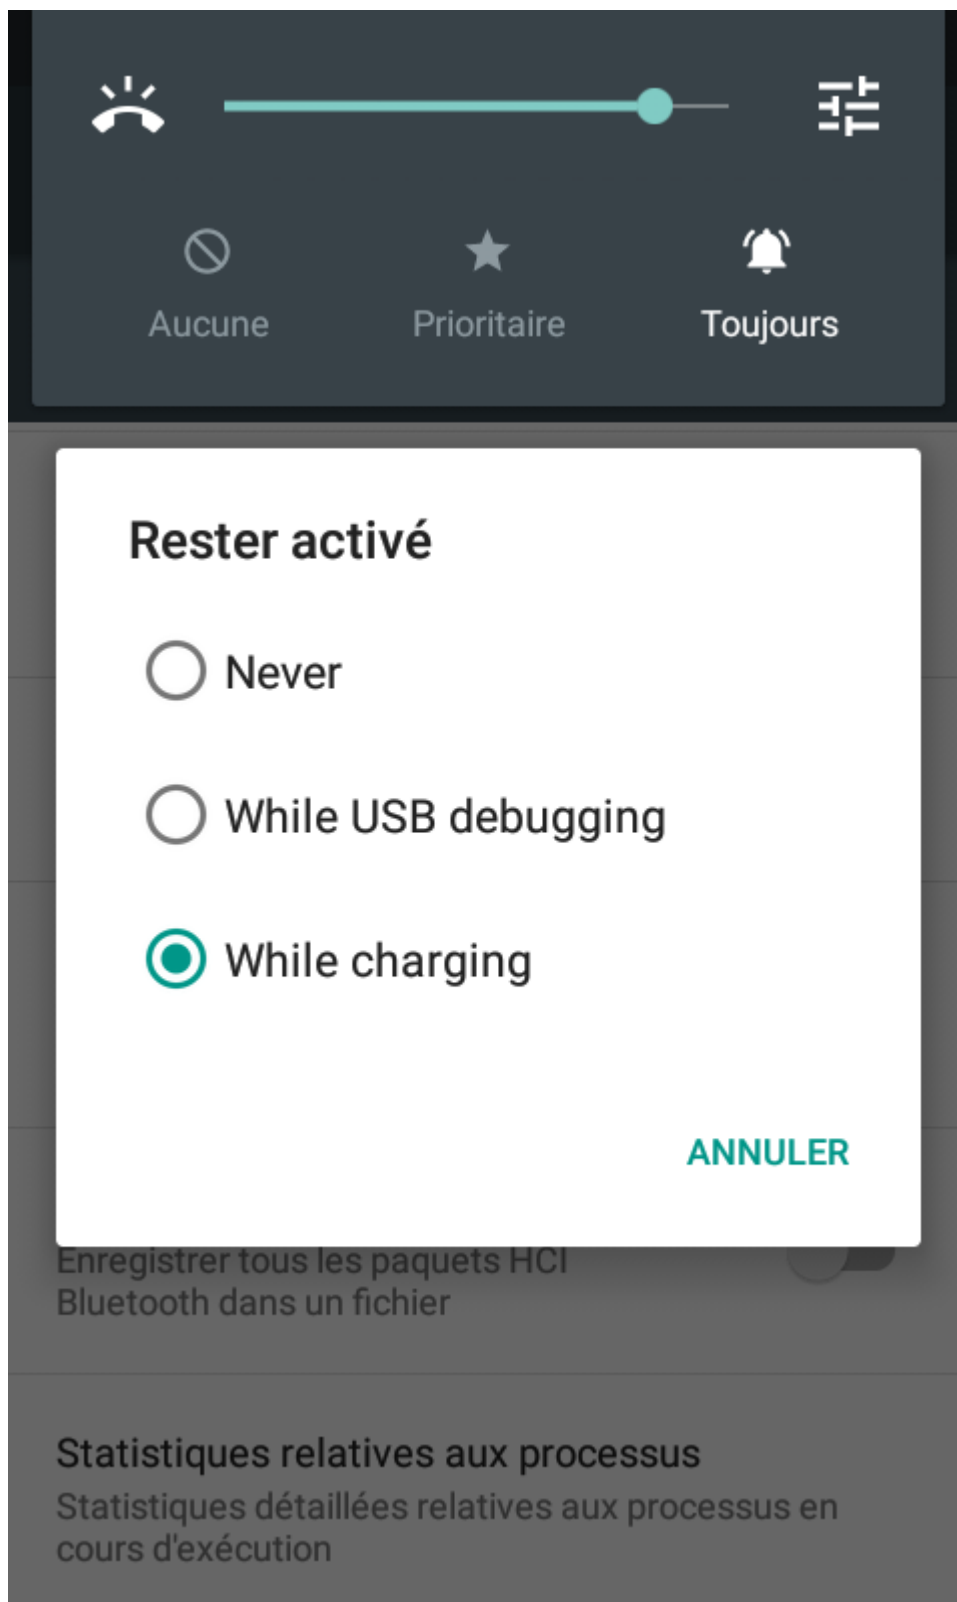 Aucune Prioritaire Toujours
Rester activé
Never
While USB debugging
While charging
ANNULER
Enregistrer tous les paquets HCI
Bluetooth dans un fichier
Statistiques relatives aux processus
Statistiques détaillées relatives aux processus en
cours d'exécution